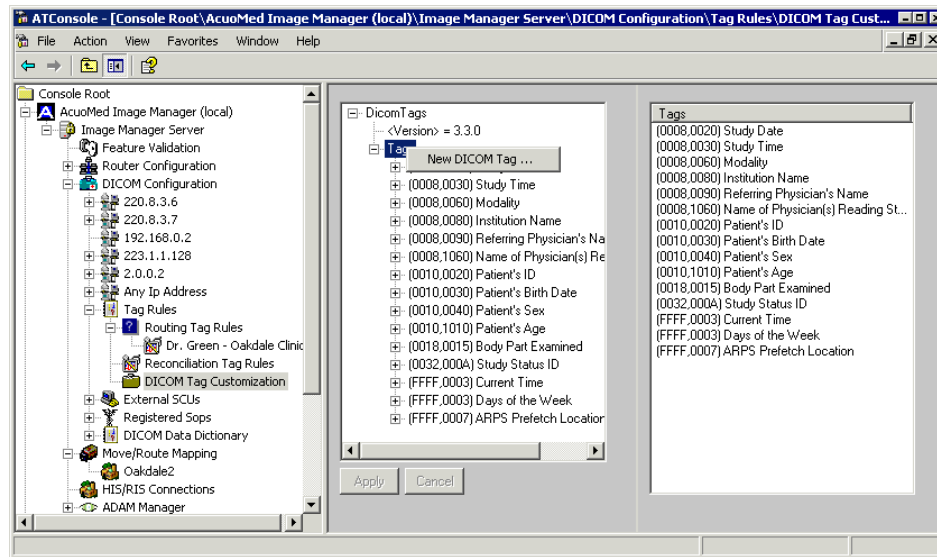 ATConsole - [Console Root\AcuoMed Image Manager (local)\Image Manager Server\DICOM Configuration\Tag Rules\DICOM Tag Cust...
File Action View Favorites Window Help
Console Root
AcuoMed Image Manager (local)
Image Manager Server
Feature Validation
Router Configuration
DICOM Configuration
220.8.3.6
220.8.3.7
192.168.0.2
223.1.1.128
2.0.0.2
Any Ip Address
Tag Rules
Routing Tag Rules
Dr. Green - Oakdale Clinic
Reconciliation Tag Rules
DICOM Tag Customization
External SCUs
Registered Sops
DICOM Data Dictionary
Move/Route Mapping
Oakdale2
HIS/RIS Connections
ADAM Manager
DicomTags
<Version> = 3.3.0
Tag
New DICOM Tag ...
(0008,0030) Study Time
(0008,0060) Modality
(0008,0080) Institution Name
(0008,0090) Referring Physician's Na
(0008,1060) Name of Physician(s) Re
(0010,0020) Patient's ID
(0010,0030) Patient's Birth Date
(0010,0040) Patient's Sex
(0010,1010) Patient's Age
(0018,0015) Body Part Examined
(0032,000A) Study Status ID
(FFFF,0003) Current Time
(FFFF,0003) Days of the Week
(FFFF,0007) ARPS Prefetch Location
Apply Cancel
Tags
(0008,0020) Study Date
(0008,0030) Study Time
(0008,0060) Modality
(0008,0080) Institution Name
(0008,0090) Referring Physician's Name
(0008,1060) Name of Physician(s) Reading St...
(0010,0020) Patient's ID
(0010,0030) Patient's Birth Date
(0010,0040) Patient's Sex
(0010,1010) Patient's Age
(0018,0015) Body Part Examined
(0032,000A) Study Status ID
(FFFF,0003) Current Time
(FFFF,0003) Days of the Week
(FFFF,0007) ARPS Prefetch Location